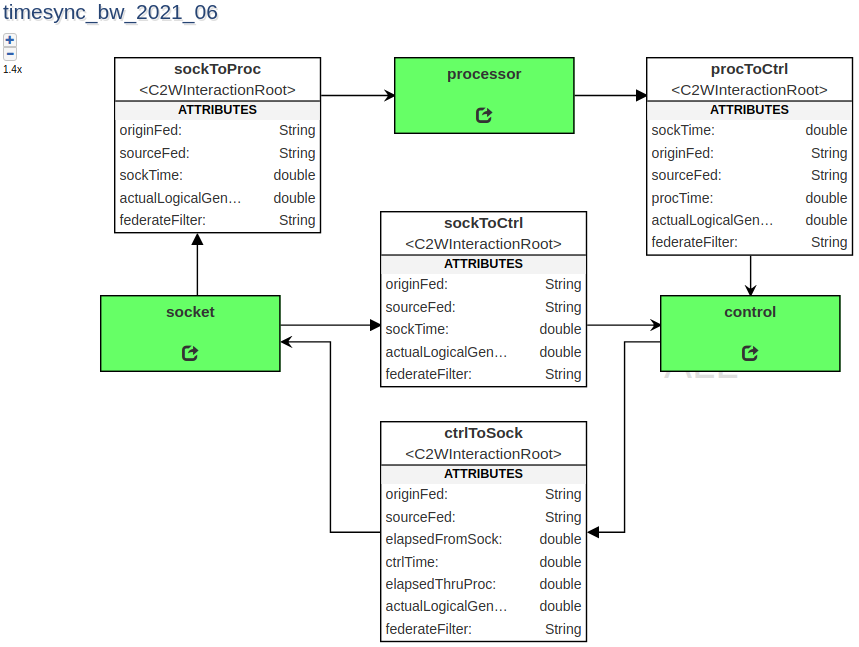 timesync_bw_2021_06
+
−
1.4x
sockToProc
<C2WInteractionRoot>
ATTRIBUTES
originFed: String
sourceFed: String
sockTime: double
actualLogicalGen… double
federateFilter: String
processor
procToCtrl
<C2WInteractionRoot>
ATTRIBUTES
sockTime: double
originFed: String
sourceFed: String
procTime: double
actualLogicalGen… double
federateFilter: String
sockToCtrl
<C2WInteractionRoot>
ATTRIBUTES
originFed: String
sourceFed: String
sockTime: double
actualLogicalGen… double
federateFilter: String
socket
control
ctrlToSock
<C2WInteractionRoot>
ATTRIBUTES
originFed: String
sourceFed: String
elapsedFromSock: double
ctrlTime: double
elapsedThruProc: double
actualLogicalGen… double
federateFilter: String